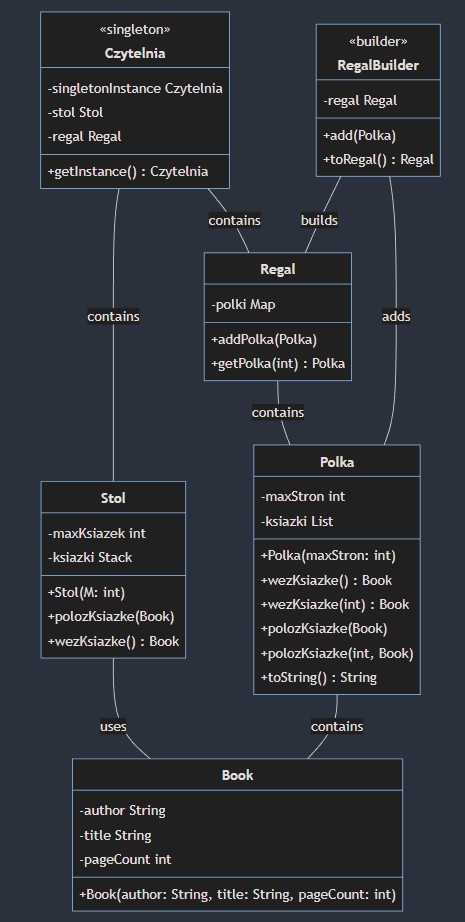 «singleton»
Czytelnia
-singletonInstance Czytelnia
-stol Stol
-regal Regal
+getInstance() : Czytelnia
«builder»
RegalBuilder
-regal Regal
+add(Polka)
+toRegal() : Regal
contains
builds
Regal
-polki Map
+addPolka(Polka)
+getPolka(int) : Polka
contains
adds
contains
Polka
-maxStron int
-ksiazki List
+Polka(maxStron: int)
+wezKsiazke() : Book
+wezKsiazke(int) : Book
+polozKsiazke(Book)
+polozKsiazke(int, Book)
+toString() : String
Stol
-maxKsiazek int
-ksiazki Stack
+Stol(M: int)
+polozKsiazke(Book)
+wezKsiazke() : Book
uses
contains
Book
-author String
-title String
-pageCount int
+Book(author: String, title: String, pageCount: int)